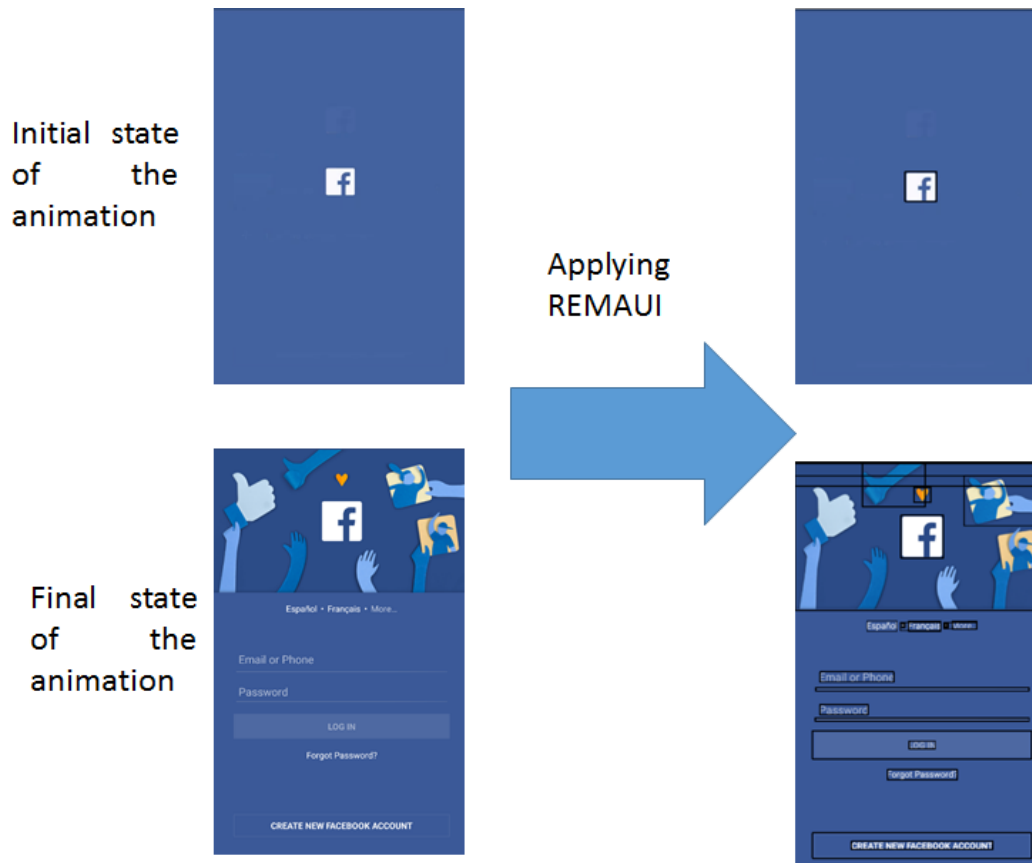 Initial state
of the
animation
f
f
Applying
REMAUI
f
Español • Français • More...
Email or Phone
Password
LOG IN
Forgot Password?
CREATE NEW FACEBOOK ACCOUNT
Final state
of the
animation
f
Español • Français • More...
Email or Phone
Password
LOG IN
Forgot Password?
CREATE NEW FACEBOOK ACCOUNT